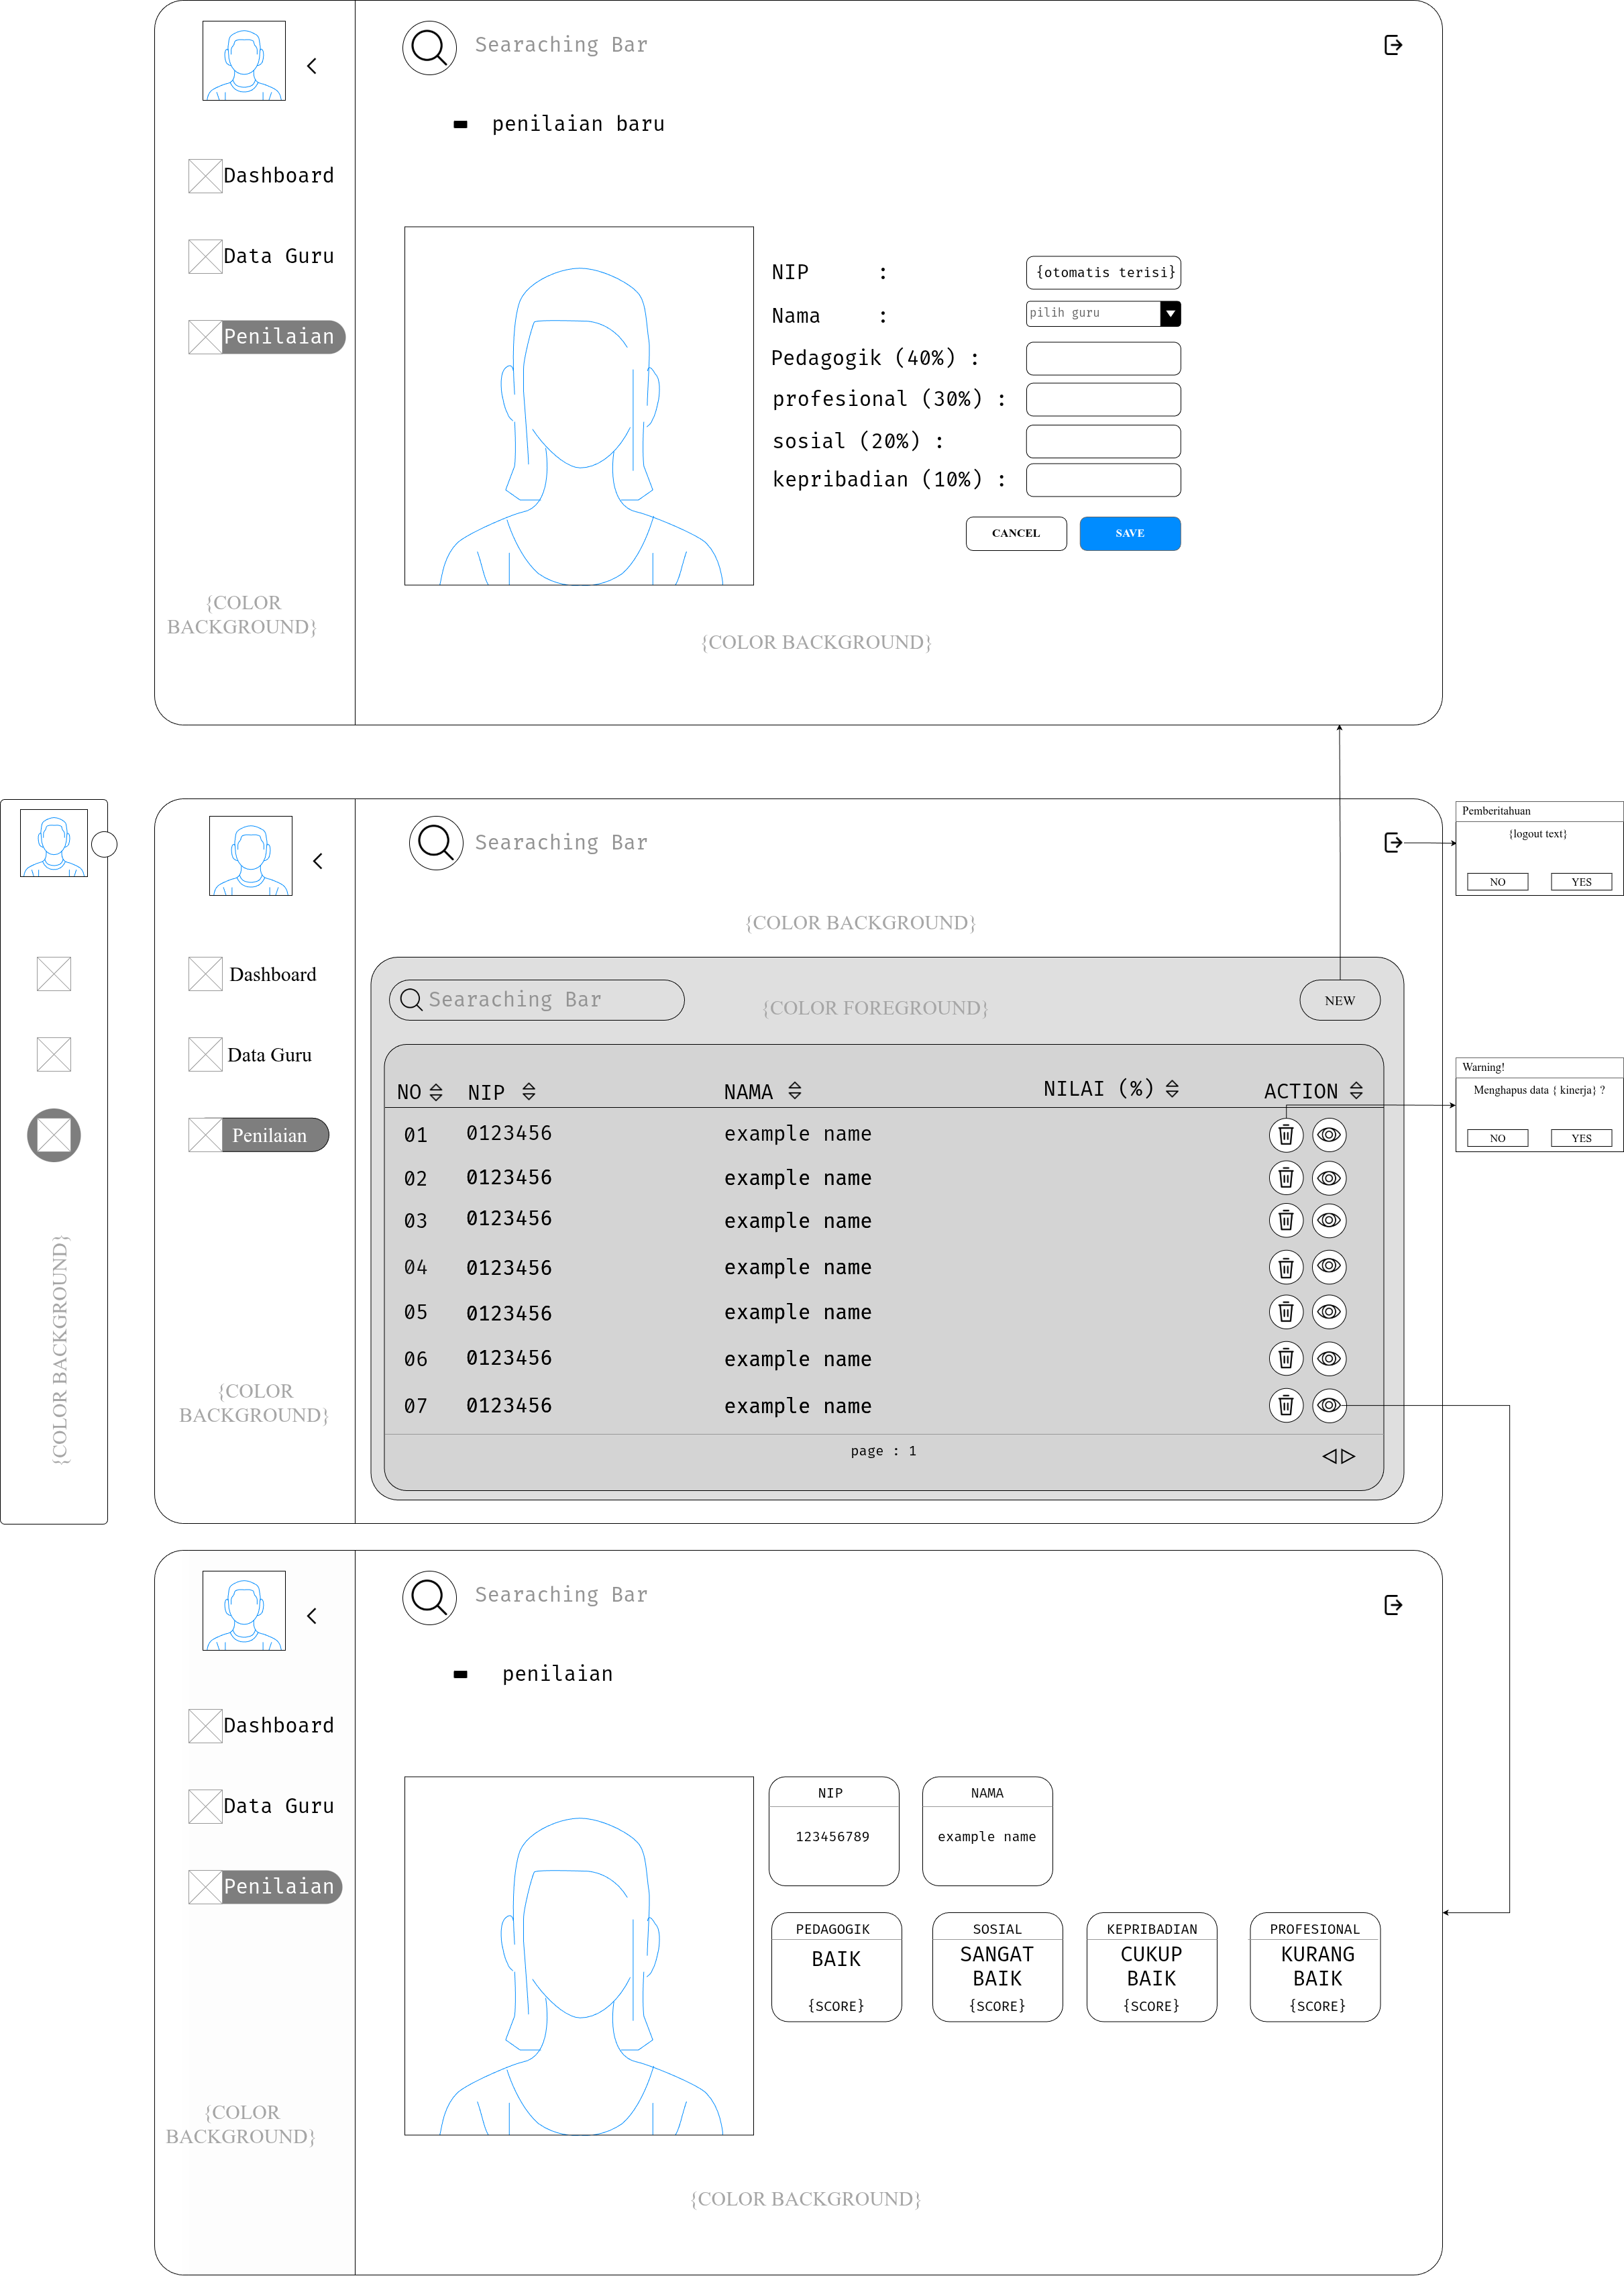 Searaching Bar
penilaian baru
Dashboard
Data Guru
Penilaian
{COLOR
BACKGROUND}
NIP : {otomatis terisi}
Nama : pilih guru
Pedagogik (40%) :
profesional (30%) :
sosial (20%) :
kepribadian (10%) :
CANCEL SAVE
{COLOR BACKGROUND}
{COLOR BACKGROUND}
Dashboard
Data Guru
Penilaian
{COLOR
BACKGROUND}
Searaching Bar
{COLOR BACKGROUND}
Searaching Bar {COLOR FOREGROUND} NEW
NO NIP NAMA NILAI (%) ACTION
01 0123456 example name
02 0123456 example name
03 0123456 example name
04 0123456 example name
05 0123456 example name
06 0123456 example name
07 0123456 example name
page : 1
Pemberitahuan
{logout text}
NO YES
Warning!
Menghapus data { kinerja} ?
NO YES
Searaching Bar
penilaian
Dashboard
Data Guru
Penilaian
{COLOR
BACKGROUND}
NIP NAMA
123456789 example name
PEDAGOGIK SOSIAL KEPRIBADIAN PROFESIONAL
BAIK SANGAT CUKUP KURANG
BAIK BAIK BAIK
{SCORE} {SCORE} {SCORE} {SCORE}
{COLOR BACKGROUND}